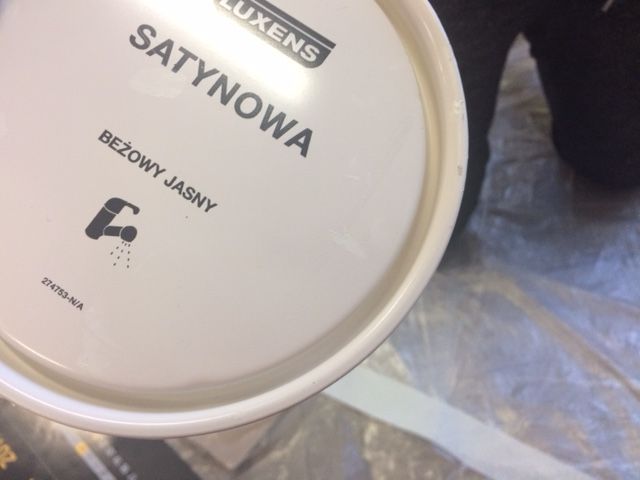 LUXENS
SATYNOWA
BEŻOWY JASNY
274753-N/A